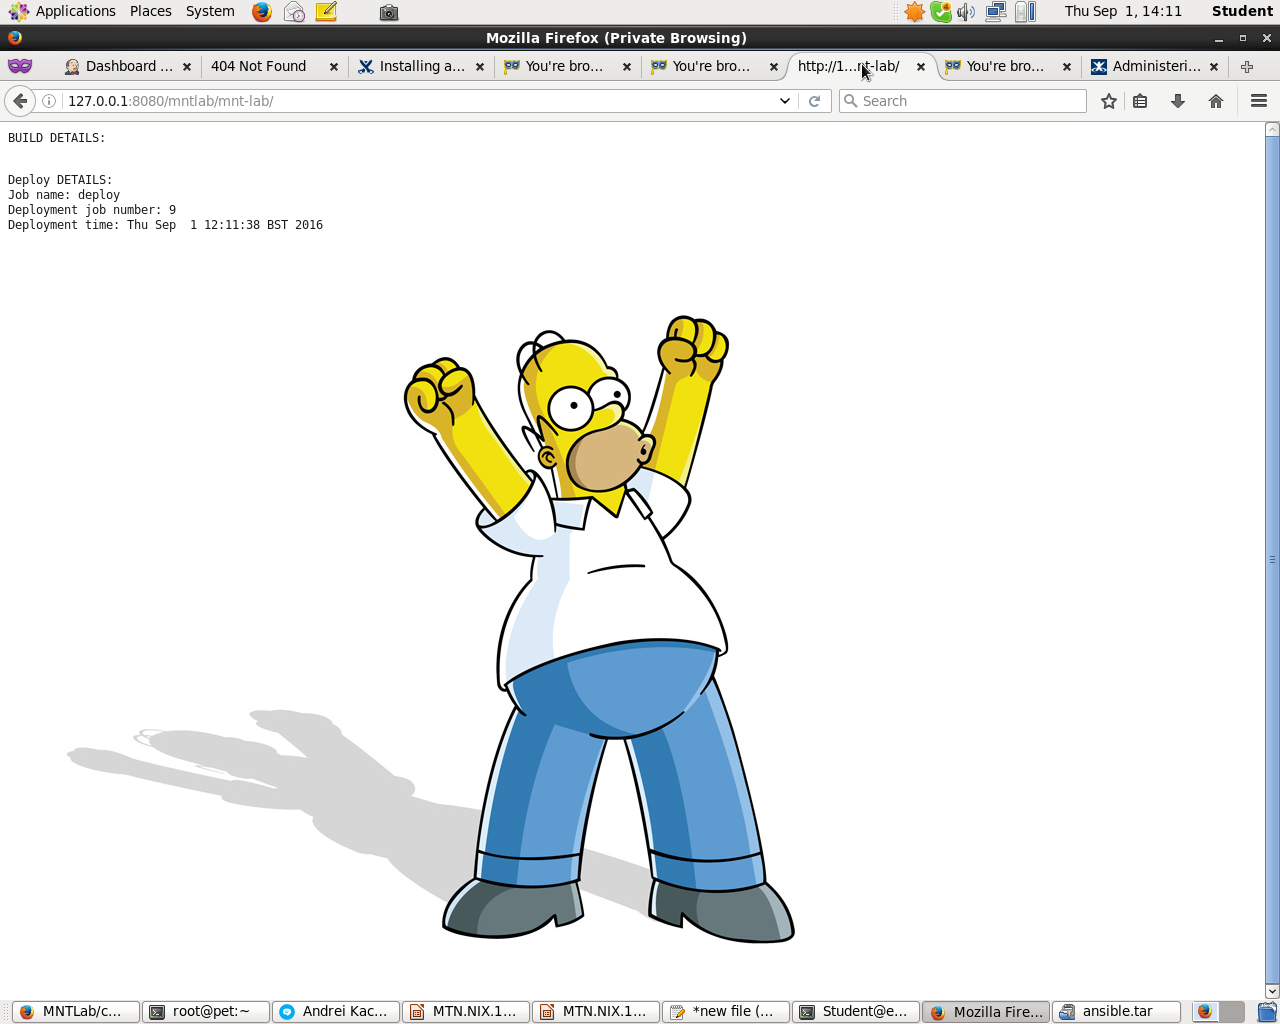 Applications Places System Thu Sep 1, 14:11 Student
Mozilla Firefox (Private Browsing)
Dashboard ... 404 Not Found Installing a... You're bro... You're bro... http://1...nt-lab/ You're bro... Administeri...
127.0.0.1:8080/mntlab/mnt-lab/ Search
BUILD DETAILS:
Deploy DETAILS:
Job name: deploy
Deployment job number: 9
Deployment time: Thu Sep  1 12:11:38 BST 2016
MNTLab/c... root@pet:~ Andrei Kac... MTN.NIX.1... MTN.NIX.1... *new file (... Student@e... Mozilla Fire... ansible.tar